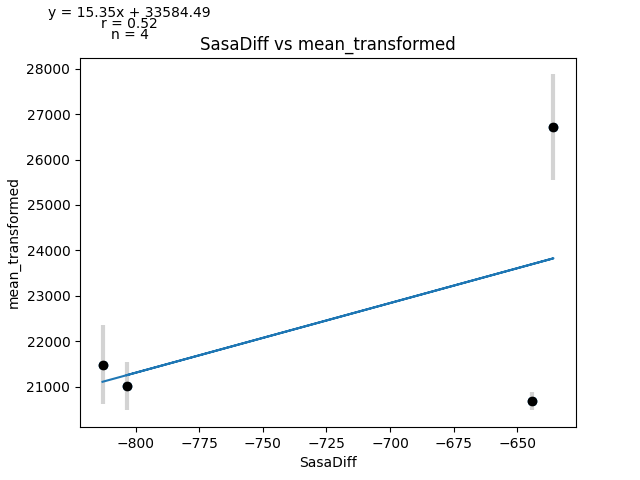 y = 15.35x + 33584.49
r = 0.52
n = 4
SasaDiff vs mean_transformed
28000
27000
26000
25000
24000
23000
22000
21000
mean_transformed
−800
−775
−750
−725
−700
−675
−650
SasaDiff